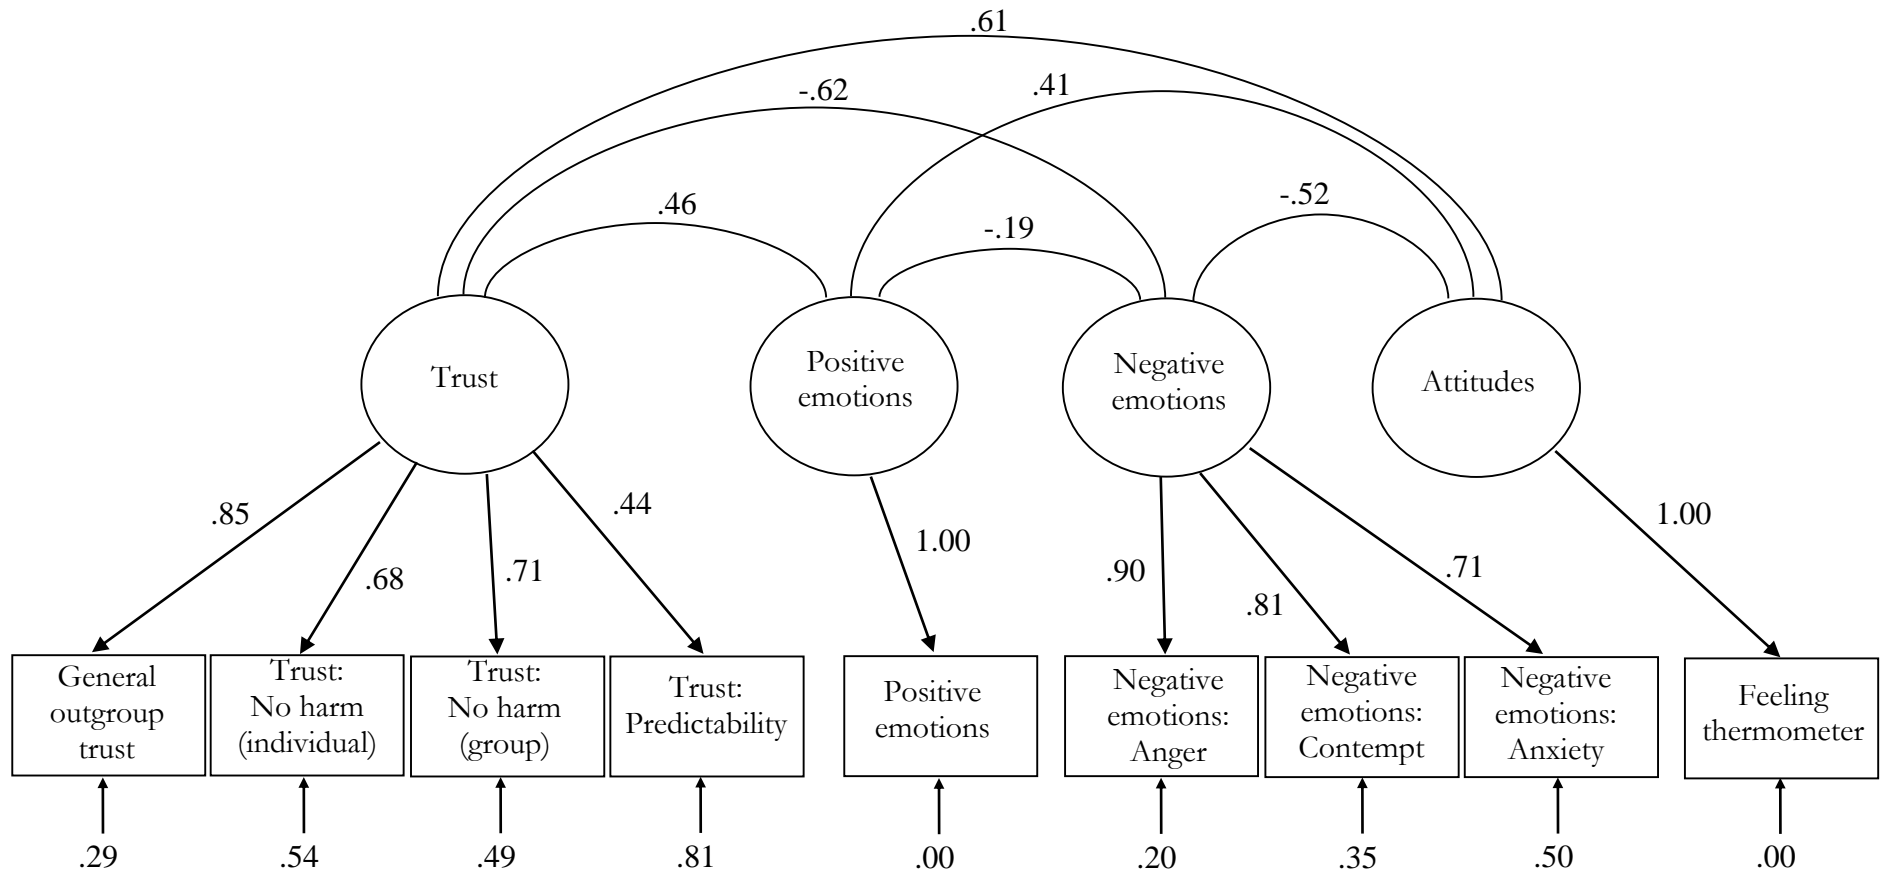 .61
-.62
.41
.46
-.19
-.52
Trust
Positive
emotions
Negative
emotions
Attitudes
.85
.68
.71
.44
1.00
.90
.81
.71
1.00
General
outgroup
trust
Trust:
No harm
(individual)
Trust:
No harm
(group)
Trust:
Predictability
Positive
emotions
Negative
emotions:
Anger
Negative
emotions:
Contempt
Negative
emotions:
Anxiety
Feeling
thermometer
.29
.54
.49
.81
.00
.20
.35
.50
.00